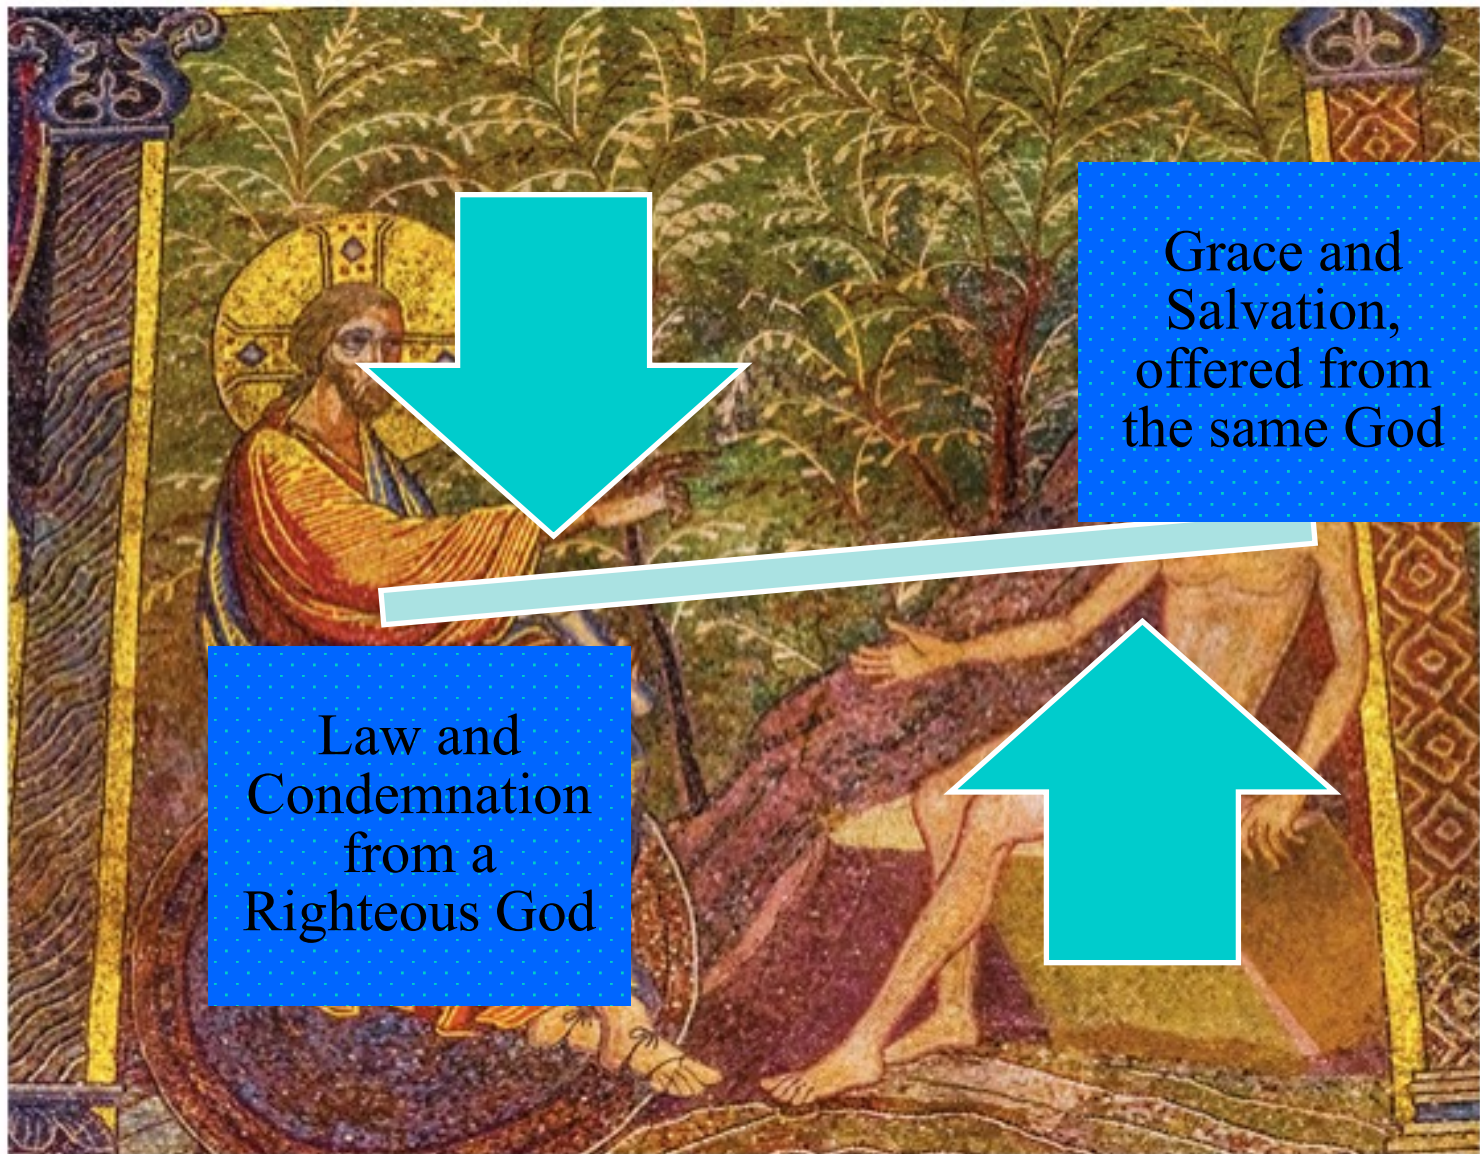 Grace and
Salvation,
offered from
the same God
Law and
Condemnation
from a
Righteous God